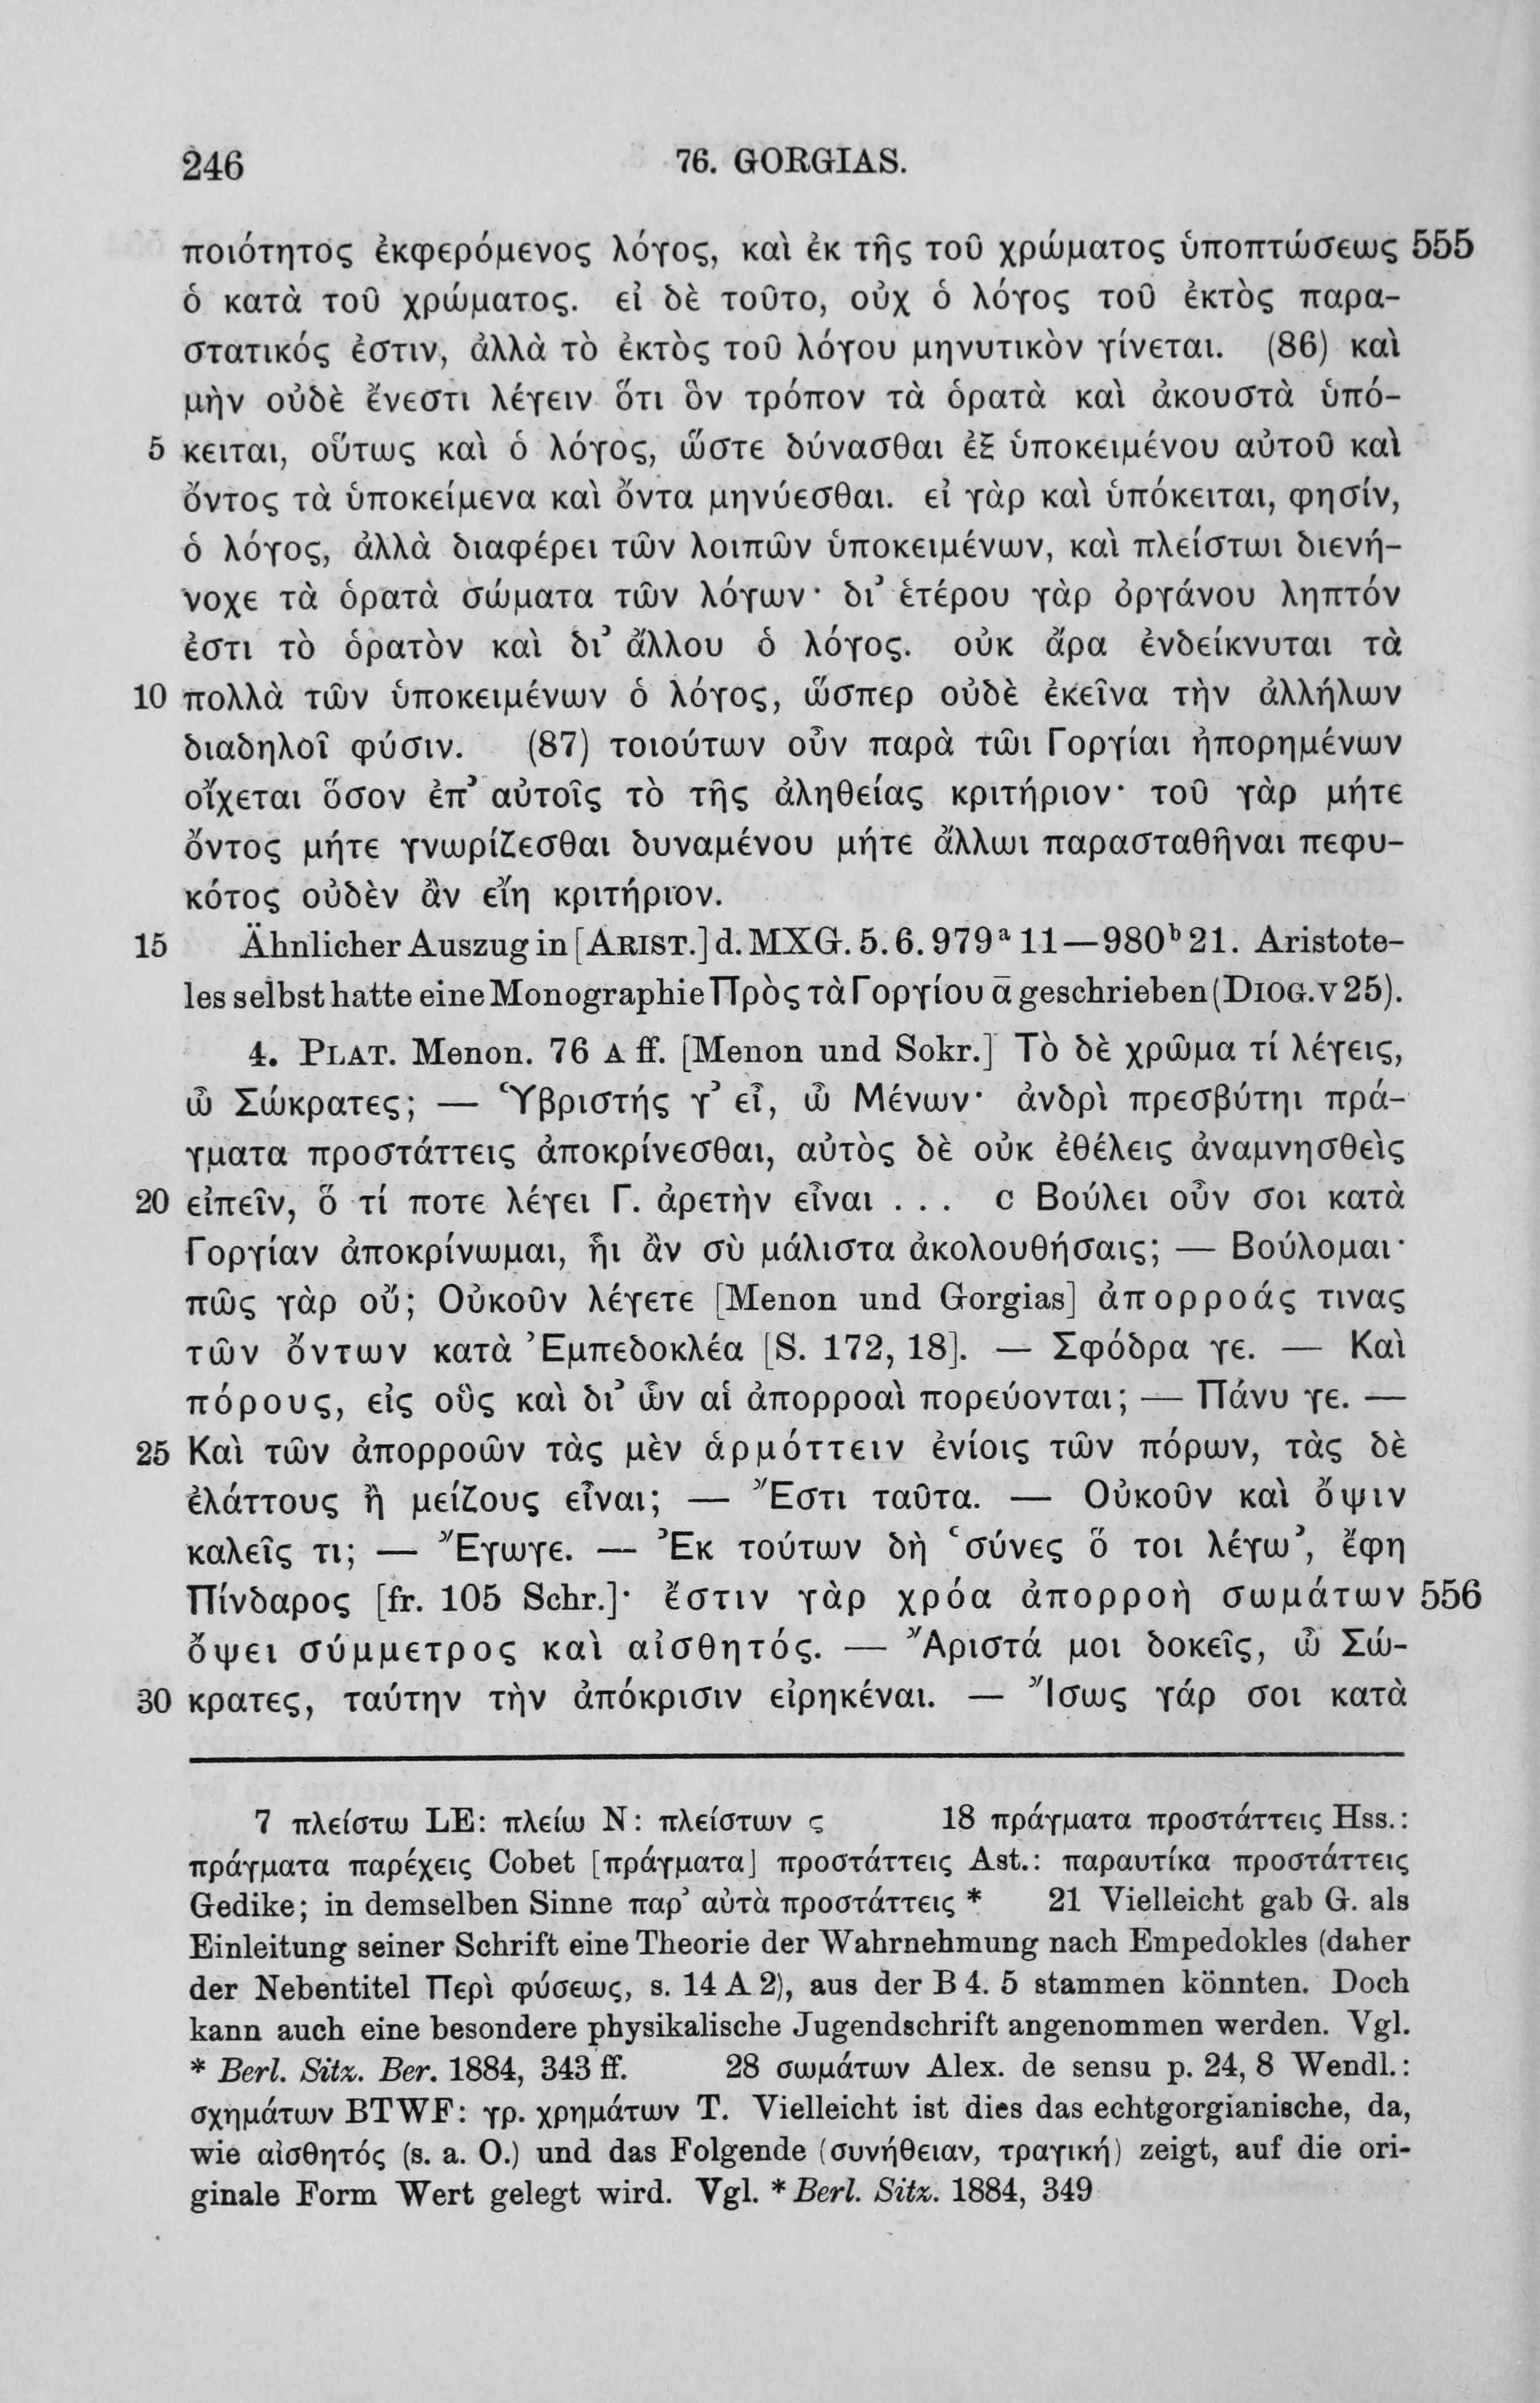 246 76. GORGIAS.
ποιότητος ἐκφερόμενος λόγος, καὶ ἐκ τῆς τοῦ χρώματος ὑποπτώσεως 555
ὁ κατὰ τοῦ χρώματος. εἰ δὲ τοῦτο, οὐχ ὁ λόγος τοῦ ἐκτὸς παρα-
στατικός ἐστιν, ἀλλὰ τὸ ἐκτὸς τοῦ λόγου μηνυτικὸν γίνεται. (86) καὶ
μὴν οὐδὲ ἔνεστι λέγειν ὅτι ὃν τρόπον τὰ ὁρατὰ καὶ ἀκουστὰ ὑπό-
5 κειται, οὕτως καὶ ὁ λόγος, ὥστε δύνασθαι ἐξ ὑποκειμένου αὐτοῦ καὶ
ὄντος τὰ ὑποκείμενα καὶ ὄντα μηνύεσθαι. εἰ γὰρ καὶ ὑπόκειται, φησίν,
ὁ λόγος, ἀλλὰ διαφέρει τῶν λοιπῶν ὑποκειμένων, καὶ πλείστωι διενή-
νοχε τὰ ὁρατὰ σώματα τῶν λόγων· δι’ ἑτέρου γὰρ ὀργάνου ληπτόν
ἐστι τὸ ὁρατὸν καὶ δι’ ἄλλου ὁ λόγος. οὐκ ἄρα ἐνδείκνυται τὰ
10 πολλὰ τῶν ὑποκειμένων ὁ λόγος, ὥσπερ οὐδὲ ἐκεῖνα τὴν ἀλλήλων
διαδηλοῖ φύσιν. (87) τοιούτων οὖν παρὰ τῶι Γοργίαι ἠπορημένων
οἴχεται ὅσον ἐπ’ αὐτοῖς τὸ τῆς ἀληθείας κριτήριον· τοῦ γὰρ μήτε
ὄντος μήτε γνωρίζεσθαι δυναμένου μήτε ἄλλωι παρασταθῆναι πεφυ-
κότος οὐδὲν ἂν εἴη κριτήριον.
15 Ähnlicher Auszug in [ARIST.] d. MXG. 5. 6. 979ᵃ 11—980ᵇ 21. Aristote-
les selbst hatte eine Monographie Πρὸς τὰ Γοργίου ᾱ geschrieben (DIOG. V 25).
4. PLAT. Menon. 76 A ff. [Menon und Sokr.] Τὸ δὲ χρῶμα τί λέγεις,
ὦ Σώκρατες; — Ὑβριστής γ’ εἶ, ὦ Μένων· ἀνδρὶ πρεσβύτηι πρά-
γματα προστάττεις ἀποκρίνεσθαι, αὐτὸς δὲ οὐκ ἐθέλεις ἀναμνησθεὶς
20 εἰπεῖν, ὅ τί ποτε λέγει Γ. ἀρετὴν εἶναι . . . C Βούλει οὖν σοι κατὰ
Γοργίαν ἀποκρίνωμαι, ἧι ἂν σὺ μάλιστα ἀκολουθήσαις; — Βούλομαι·
πῶς γὰρ οὔ; Οὐκοῦν λέγετε [Menon und Gorgias] ἀπορροάς τινας
τῶν ὄντων κατὰ Ἐμπεδοκλέα [S. 172, 18]. — Σφόδρα γε. — Καὶ
πόρους, εἰς οὓς καὶ δι’ ὧν αἱ ἀπορροαὶ πορεύονται; — Πάνυ γε. —
25 Καὶ τῶν ἀπορροῶν τὰς μὲν ἁρμόττειν ἐνίοις τῶν πόρων, τὰς δὲ
ἐλάττους ἢ μείζους εἶναι; — Ἔστι ταῦτα. — Οὐκοῦν καὶ ὄψιν
καλεῖς τι; — Ἔγωγε. — Ἐκ τούτων δὴ ‘σύνες ὅ τοι λέγω’, ἔφη
Πίνδαρος [fr. 105 Schr.]· ἔστιν γὰρ χρόα ἀπορροὴ σωμάτων 556
ὄψει σύμμετρος καὶ αἰσθητός. — Ἄριστά μοι δοκεῖς, ὦ Σώ-
30 κρατες, ταύτην τὴν ἀπόκρισιν εἰρηκέναι. — Ἴσως γάρ σοι κατὰ
7 πλείστω LE: πλείω N: πλείστων ς 18 πράγματα προστάττεις Hss.:
πράγματα παρέχεις Cobet [πράγματα] προστάττεις Ast.: παραυτίκα προστάττεις
Gedike; in demselben Sinne παρ’ αὐτὰ προστάττεις * 21 Vielleicht gab G. als
Einleitung seiner Schrift eine Theorie der Wahrnehmung nach Empedokles (daher
der Nebentitel Περὶ φύσεως, s. 14 A 2), aus der B 4. 5 stammen könnten. Doch
kann auch eine besondere physikalische Jugendschrift angenommen werden. Vgl.
* Berl. Sitz. Ber. 1884, 343 ff. 28 σωμάτων Alex. de sensu p. 24, 8 Wendl.:
σχημάτων BTWF: γρ. χρημάτων T. Vielleicht ist dies das echtgorgianische, da,
wie αἰσθητός (s. a. O.) und das Folgende (συνήθειαν, τραγική) zeigt, auf die ori-
ginale Form Wert gelegt wird. Vgl. * Berl. Sitz. 1884, 349